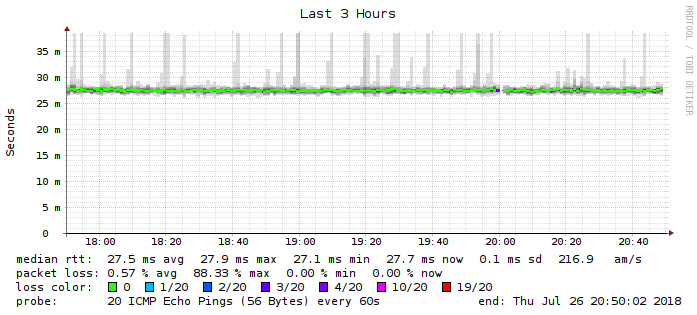 Last 3 Hours
RRDTOOL / TOBI OETIKER
Seconds
35 m
30 m
25 m
20 m
15 m
10 m
5 m
0
18:00 18:20 18:40 19:00 19:20 19:40 20:00 20:20 20:40
median rtt: 27.5 ms avg 27.9 ms max 27.1 ms min 27.7 ms now 0.1 ms sd 216.9 am/s
packet loss: 0.57 % avg 88.33 % max 0.00 % min 0.00 % now
loss color: 0 1/20 2/20 3/20 4/20 10/20 19/20
probe: 20 ICMP Echo Pings (56 Bytes) every 60s end: Thu Jul 26 20:50:02 2018